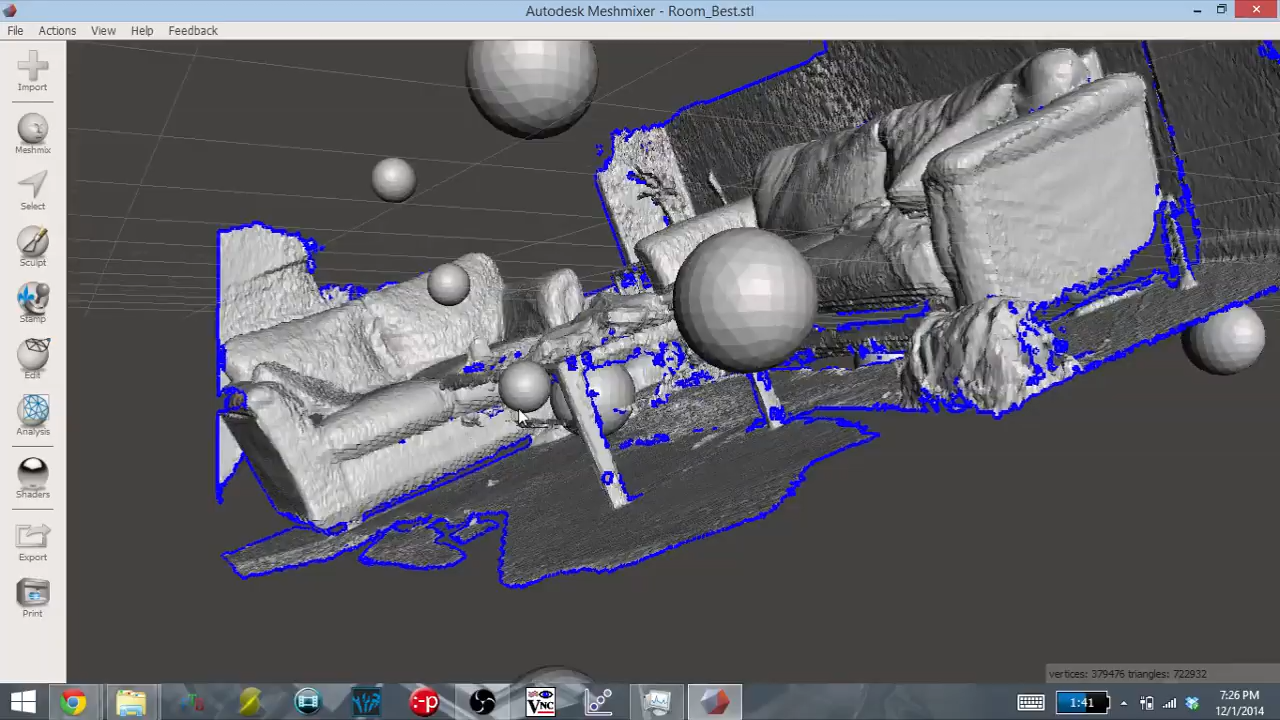 Autodesk Meshmixer - Room_Best.stl
File Actions View Help Feedback
Import
Meshmix
Select
Sculpt
Stamp
Edit
Analysis
Shaders
Export
Print
vertices: 379476 triangles: 722932
:-p
VNC
1:41
7:26 PM
12/1/2014